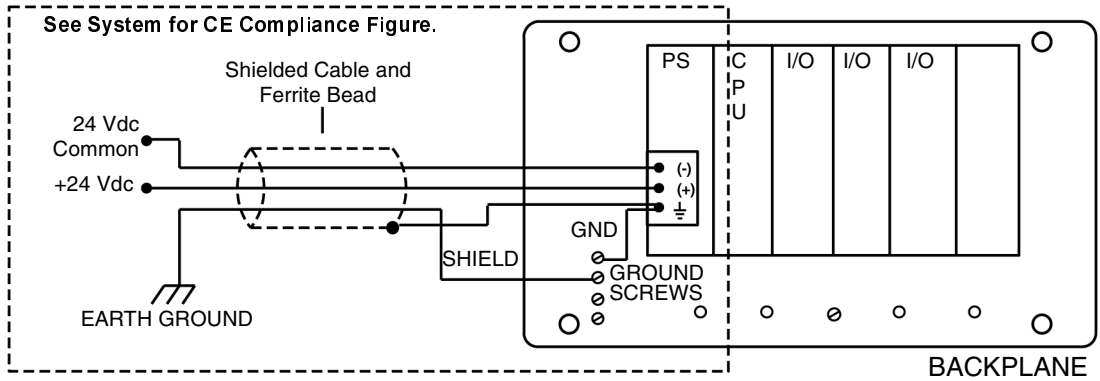 See System for CE Compliance Figure.
Shielded Cable and
Ferrite Bead
24 Vdc
Common
+24 Vdc
PS
C
P
U
I/O
I/O
I/O
(-)
(+)
GND
SHIELD
GROUND
SCREWS
EARTH GROUND
BACKPLANE